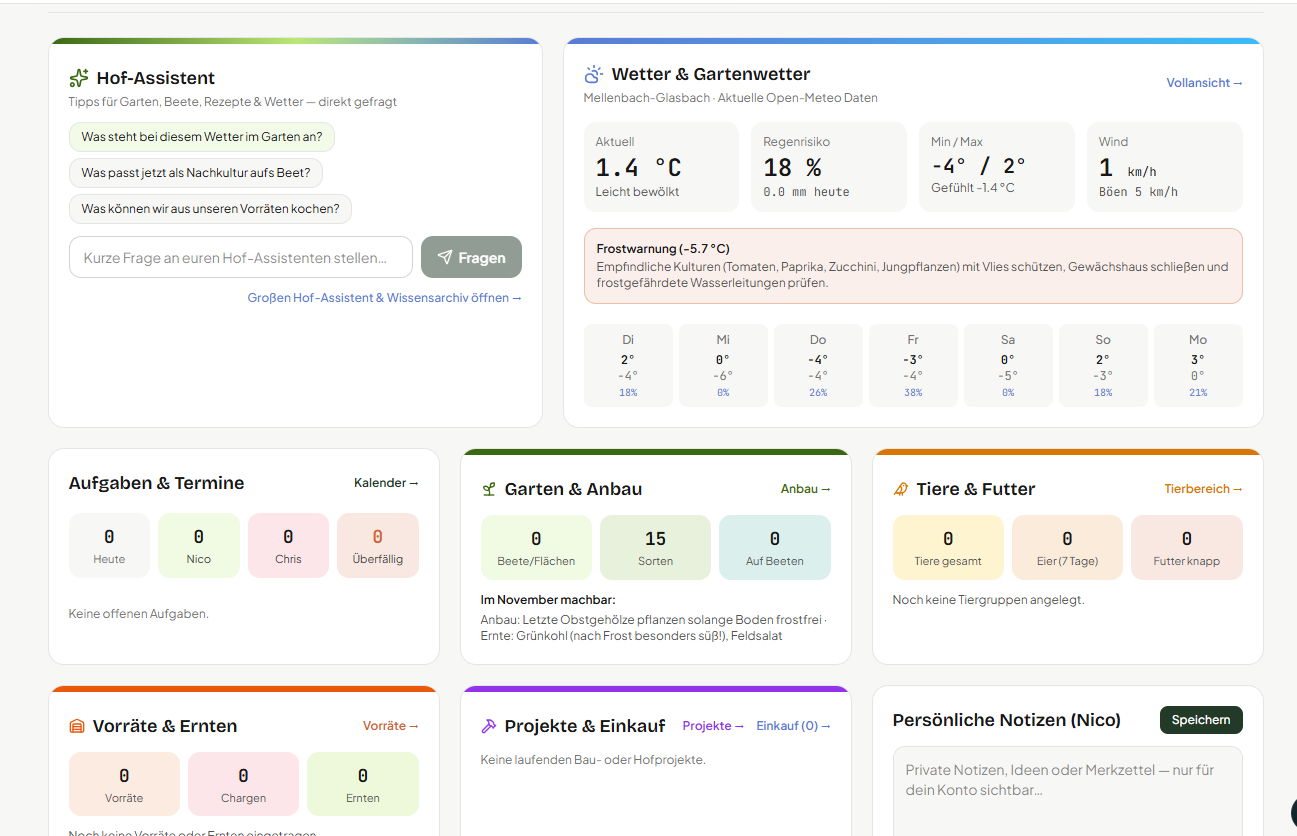 Hof-Assistent
Tipps für Garten, Beete, Rezepte & Wetter — direkt gefragt
Was steht bei diesem Wetter im Garten an?
Was passt jetzt als Nachkultur aufs Beet?
Was können wir aus unseren Vorräten kochen?
Kurze Frage an euren Hof-Assistenten stellen...
Fragen
Großen Hof-Assistent & Wissensarchiv öffnen →
Wetter & Gartenwetter
Mellenbach-Glasbach · Aktuelle Open-Meteo Daten
Vollansicht →
Aktuell
1.4 °C
Leicht bewölkt
Regenrisiko
18 %
0.0 mm heute
Min / Max
-4° / 2°
Gefühlt -1.4 °C
Wind
1 km/h
Böen 5 km/h
Frostwarnung (-5.7 °C)
Empfindliche Kulturen (Tomaten, Paprika, Zucchini, Jungpflanzen) mit Vlies schützen, Gewächshaus schließen und
frostgefährdete Wasserleitungen prüfen.
Di
2°
-4°
18%
Mi
0°
-6°
0%
Do
-4°
-4°
26%
Fr
-3°
-4°
38%
Sa
0°
-5°
0%
So
2°
-3°
18%
Mo
3°
0°
21%
Aufgaben & Termine
Kalender →
0
Heute
0
Nico
0
Chris
0
Überfällig
Keine offenen Aufgaben.
Garten & Anbau
Anbau →
0
Beete/Flächen
15
Sorten
0
Auf Beeten
Im November machbar:
Anbau: Letzte Obstgehölze pflanzen solange Boden frostfrei ·
Ernte: Grünkohl (nach Frost besonders süß!), Feldsalat
Tiere & Futter
Tierbereich →
0
Tiere gesamt
0
Eier (7 Tage)
0
Futter knapp
Noch keine Tiergruppen angelegt.
Vorräte & Ernten
Vorräte →
0
Vorräte
0
Chargen
0
Ernten
Noch keine Vorräte oder Ernten eingetragen
Projekte & Einkauf
Projekte →
Einkauf (0) →
Keine laufenden Bau- oder Hofprojekte.
Persönliche Notizen (Nico)
Speichern
Private Notizen, Ideen oder Merkzettel — nur für
dein Konto sichtbar...